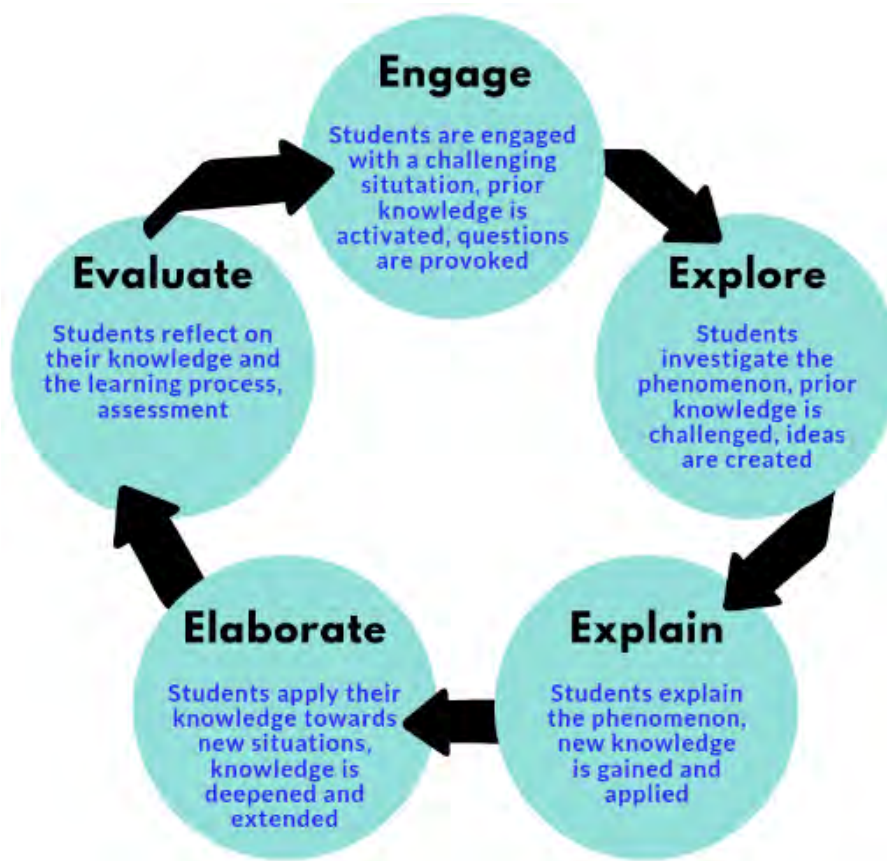 Engage
Students are engaged
with a challenging
situtation, prior
knowledge is
activated, questions
are provoked
Explore
Students
investigate the
phenomenon, prior
knowledge is
challenged, ideas
are created
Explain
Students explain
the phenomenon,
new knowledge
is gained and
applied
Elaborate
Students apply their
knowledge towards
new situations,
knowledge is
deepened and
extended
Evaluate
Students reflect on
their knowledge and
the learning process,
assessment